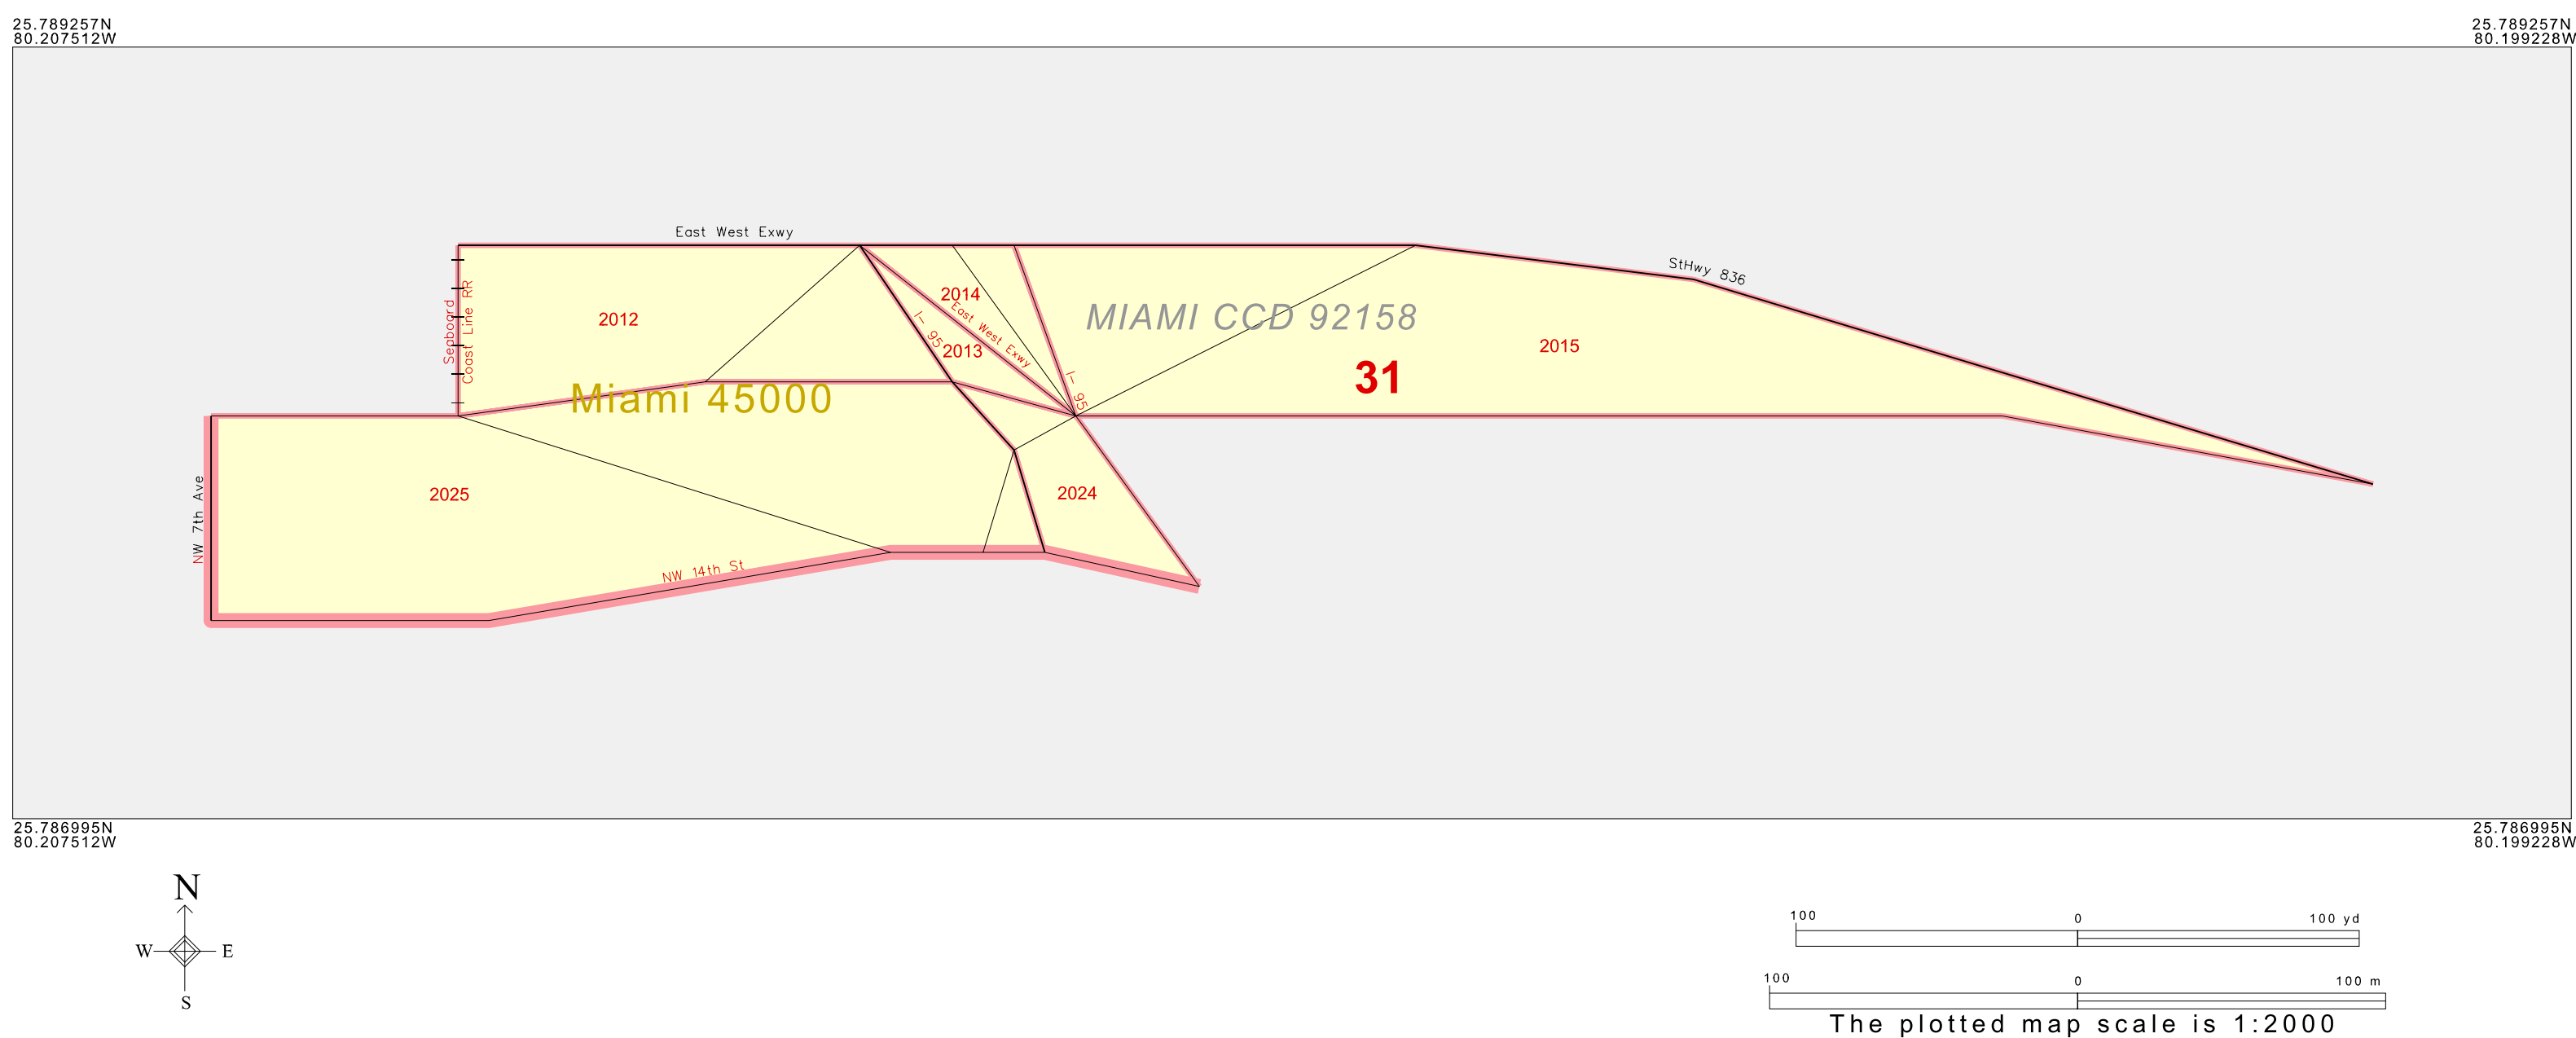 25.789257N
80.207512W
25.789257N
80.199228W
East West Exwy
StHwy 836
Seaboard
Coast Line RR
2012
2014
East West Exwy
I- 95
2013
I- 95
MIAMI CCD 92158
2015
31
Miami 45000
NW 7th Ave
2025
2024
NW 14th St
25.786995N
80.207512W
25.786995N
80.199228W
N
W
E
S
100 0 100 yd
100 0 100 m
The plotted map scale is 1:2000